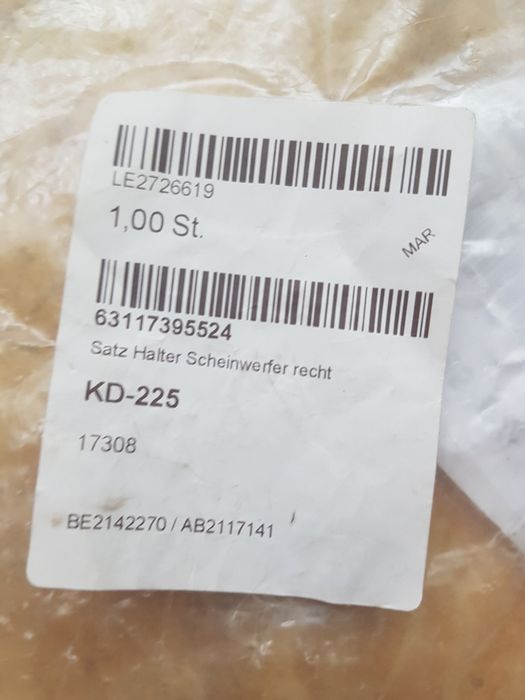 LE2726619
1,00 St.
MAR
63117395524
Satz Halter Scheinwerfer recht
KD-225
17308
BE2142270 / AB2117141